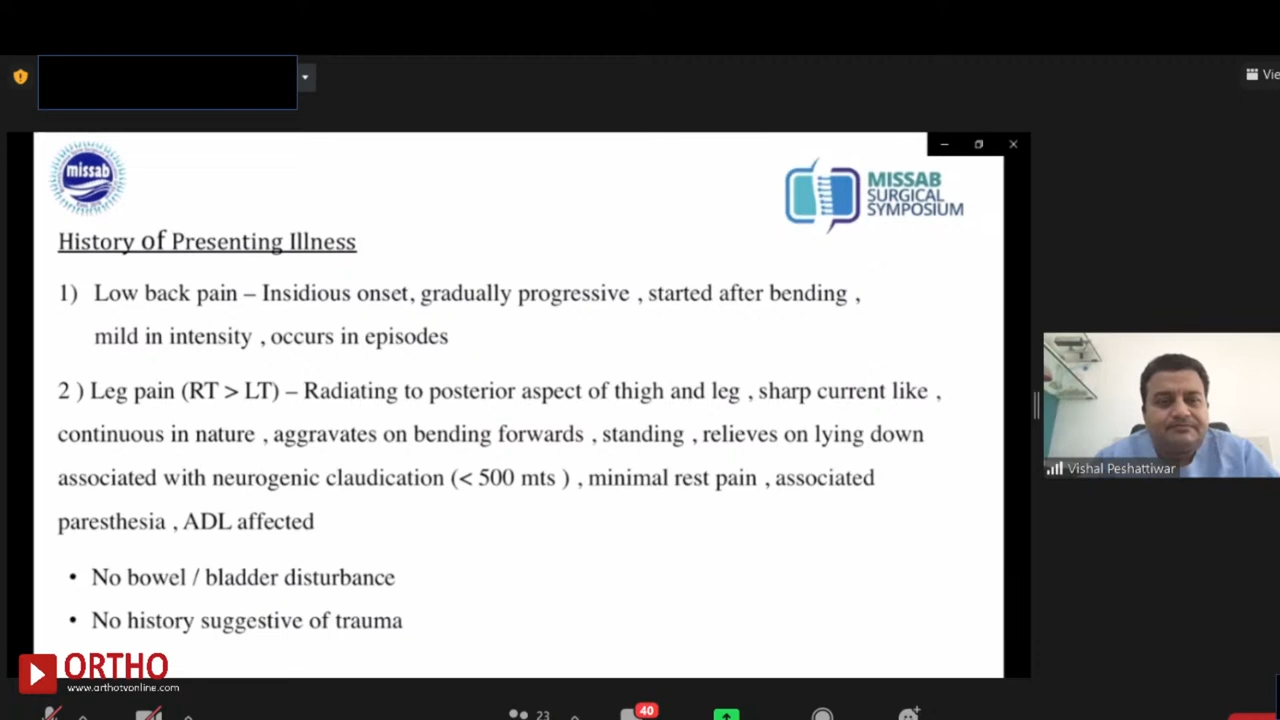 Vie
missab
MISSAB
SURGICAL
SYMPOSIUM
History of Presenting Illness
1) Low back pain – Insidious onset, gradually progressive , started after bending ,
mild in intensity , occurs in episodes
2 ) Leg pain (RT > LT) – Radiating to posterior aspect of thigh and leg , sharp current like ,
continuous in nature , aggravates on bending forwards , standing , relieves on lying down
associated with neurogenic claudication (< 500 mts ) , minimal rest pain , associated
paresthesia , ADL affected
• No bowel / bladder disturbance
• No history suggestive of trauma
Vishal Peshattiwar
ORTHO
www.orthotvonline.com
23
40